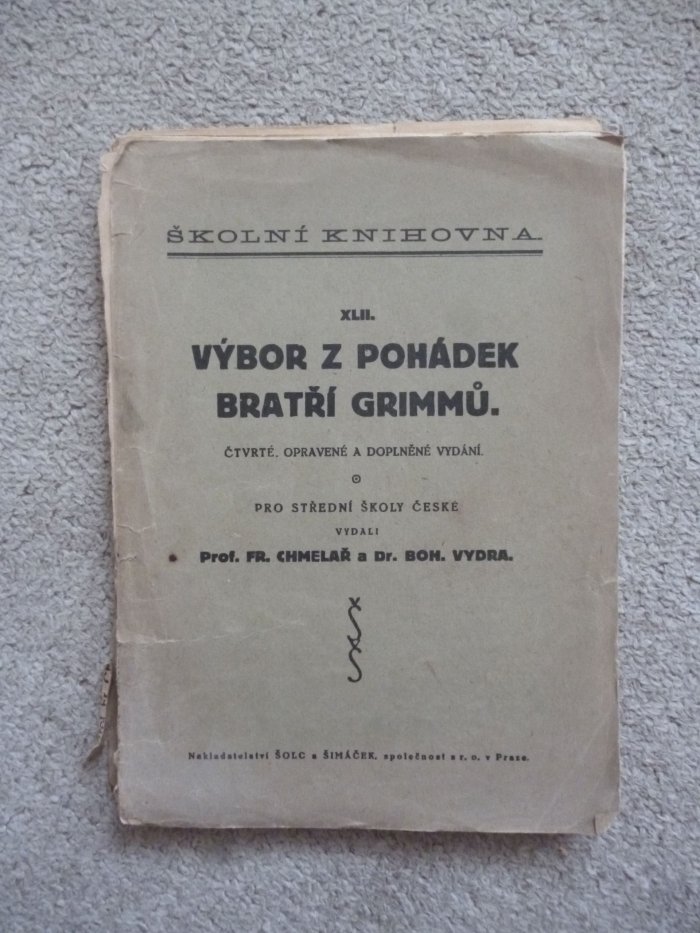 ŠKOLNÍ KNIHOVNA.
XLII.
VÝBOR Z POHÁDEK
BRATŘÍ GRIMMŮ.
ČTVRTÉ, OPRAVENÉ A DOPLNĚNÉ VYDÁNÍ.
PRO STŘEDNÍ ŠKOLY ČESKÉ
VYDALI
Prof. FR. CHMELAŘ a Dr. BOH. VYDRA.
Nakladatelství ŠOLC a ŠIMÁČEK, společnost s r. o. v Praze.